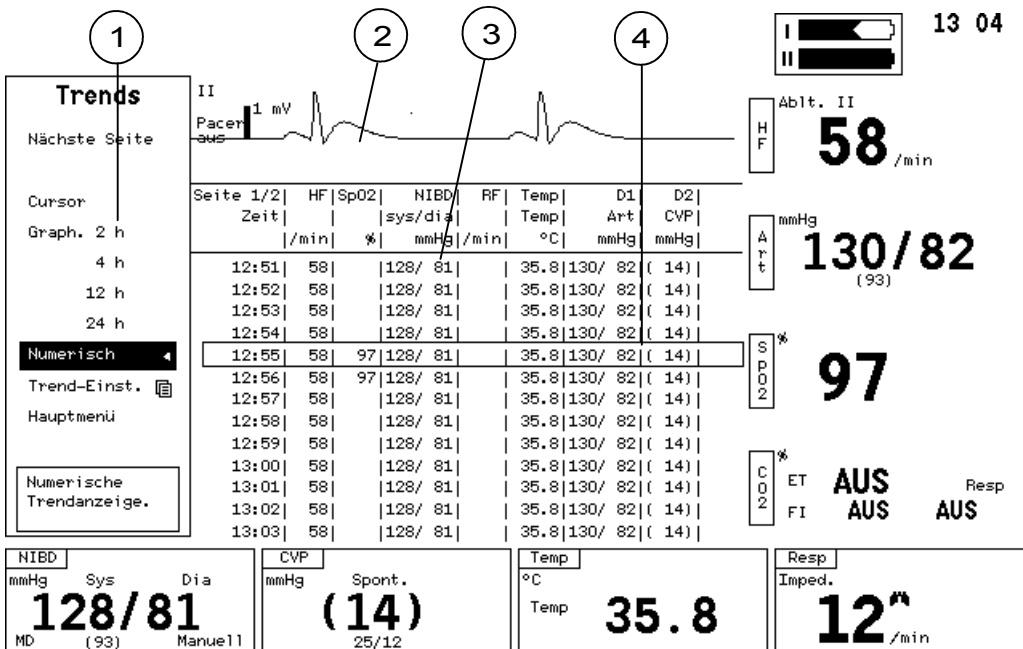 1
2
3
4
I
II
13 04
Trends
Nächste Seite
Cursor
Graph. 2 h
4 h
12 h
24 h
Numerisch
Trend-Einst.
Hauptmenü
Numerische
Trendanzeige.
II
1 mV
Pacer
aus
Seite 1/2| HF|SpO2| NIBD| RF| Temp| D1| D2|
Zeit| |sys/dia| Temp| Art| CVP|
|/min| %| mmHg|/min| °C| mmHg| mmHg|
12:51| 58| |128/ 81| | 35.8|130/ 82|( 14)|
12:52| 58| |128/ 81| | 35.8|130/ 82|( 14)|
12:53| 58| |128/ 81| | 35.8|130/ 82|( 14)|
12:54| 58| |128/ 81| | 35.8|130/ 82|( 14)|
12:55| 58| 97|128/ 81| | 35.8|130/ 82|( 14)|
12:56| 58| 97|128/ 81| | 35.8|130/ 82|( 14)|
12:57| 58| |128/ 81| | 35.8|130/ 82|( 14)|
12:58| 58| |128/ 81| | 35.8|130/ 82|( 14)|
12:59| 58| |128/ 81| | 35.8|130/ 82|( 14)|
13:00| 58| |128/ 81| | 35.8|130/ 82|( 14)|
13:01| 58| |128/ 81| | 35.8|130/ 82|( 14)|
13:02| 58| |128/ 81| | 35.8|130/ 82|( 14)|
13:03| 58| |128/ 81| | 35.8|130/ 82|( 14)|
HF
Ablt. II
58 /min
Art
mmHg
130/82
(93)
SpO2
%
97
CO2
%
ET AUS Resp
FI AUS AUS
NIBD
mmHg Sys Dia
128/81
MD (93) Manuell
CVP
mmHg Spont.
(14)
25/12
Temp
°C
Temp 35.8
Resp
Imped.
12 /min